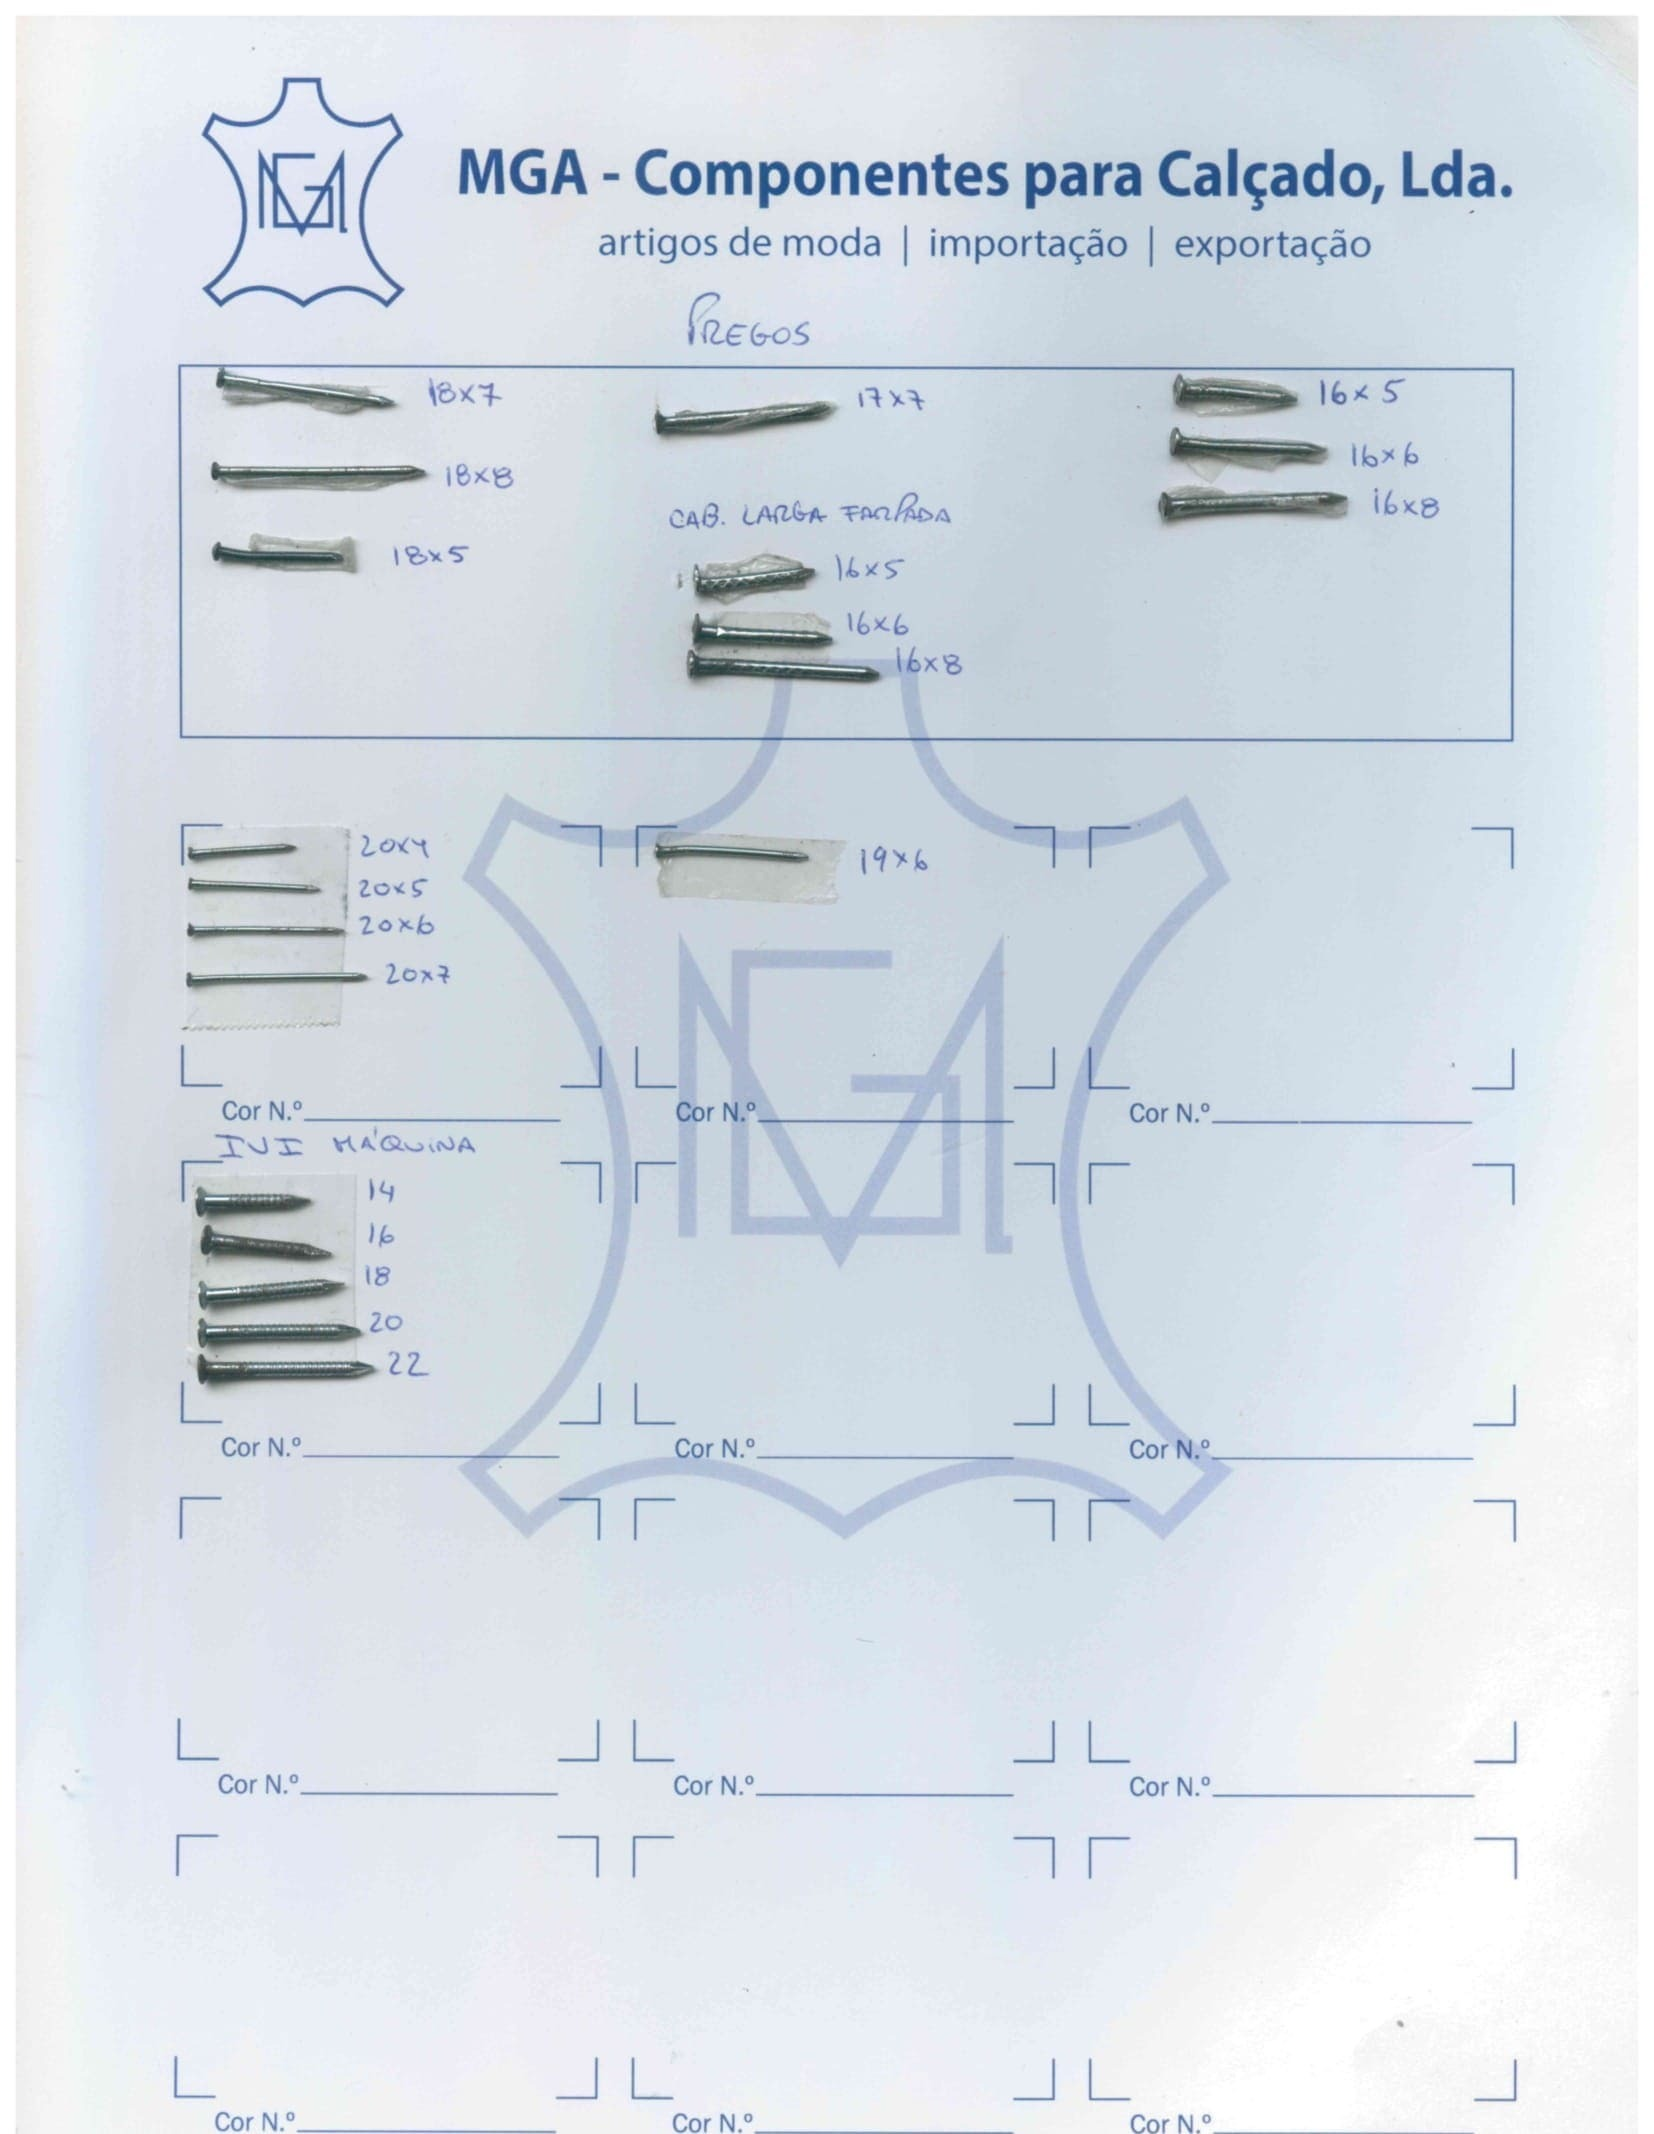 MGA
MGA - Componentes para Calçado, Lda.
artigos de moda | importação | exportação
PREGOS
18x7
18x8
18x5
17x7
CAB. LARGA FARPADA
16x5
16x6
16x8
16x5
16x6
16x8
20x4
20x5
20x6
20x7
19x6
Cor N.º Cor N.º Cor N.º
IVI MÁQUINA
14
16
18
20
22
MGA
Cor N.º Cor N.º Cor N.º
Cor N.º Cor N.º Cor N.º
Cor N.º Cor N.º Cor N.º